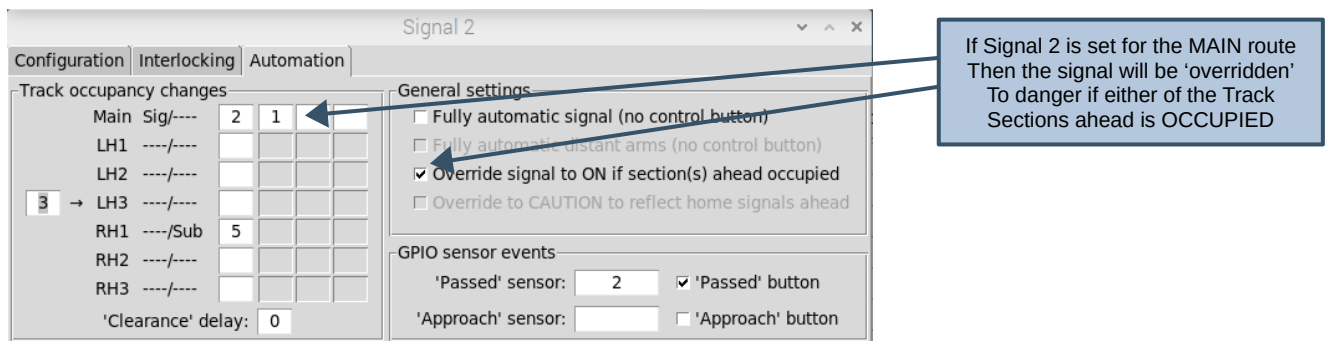 Signal 2
Configuration Interlocking Automation
Track occupancy changes
Main Sig/---- 2 1
LH1 ----/----
LH2 ----/----
3 → LH3 ----/----
RH1 ----/Sub 5
RH2 ----/----
RH3 ----/----
'Clearance' delay: 0
General settings
Fully automatic signal (no control button)
Fully automatic distant arms (no control button)
Override signal to ON if section(s) ahead occupied
Override to CAUTION to reflect home signals ahead
GPIO sensor events
'Passed' sensor: 2 'Passed' button
'Approach' sensor: 'Approach' button
If Signal 2 is set for the MAIN route
Then the signal will be ‘overridden’
To danger if either of the Track
Sections ahead is OCCUPIED